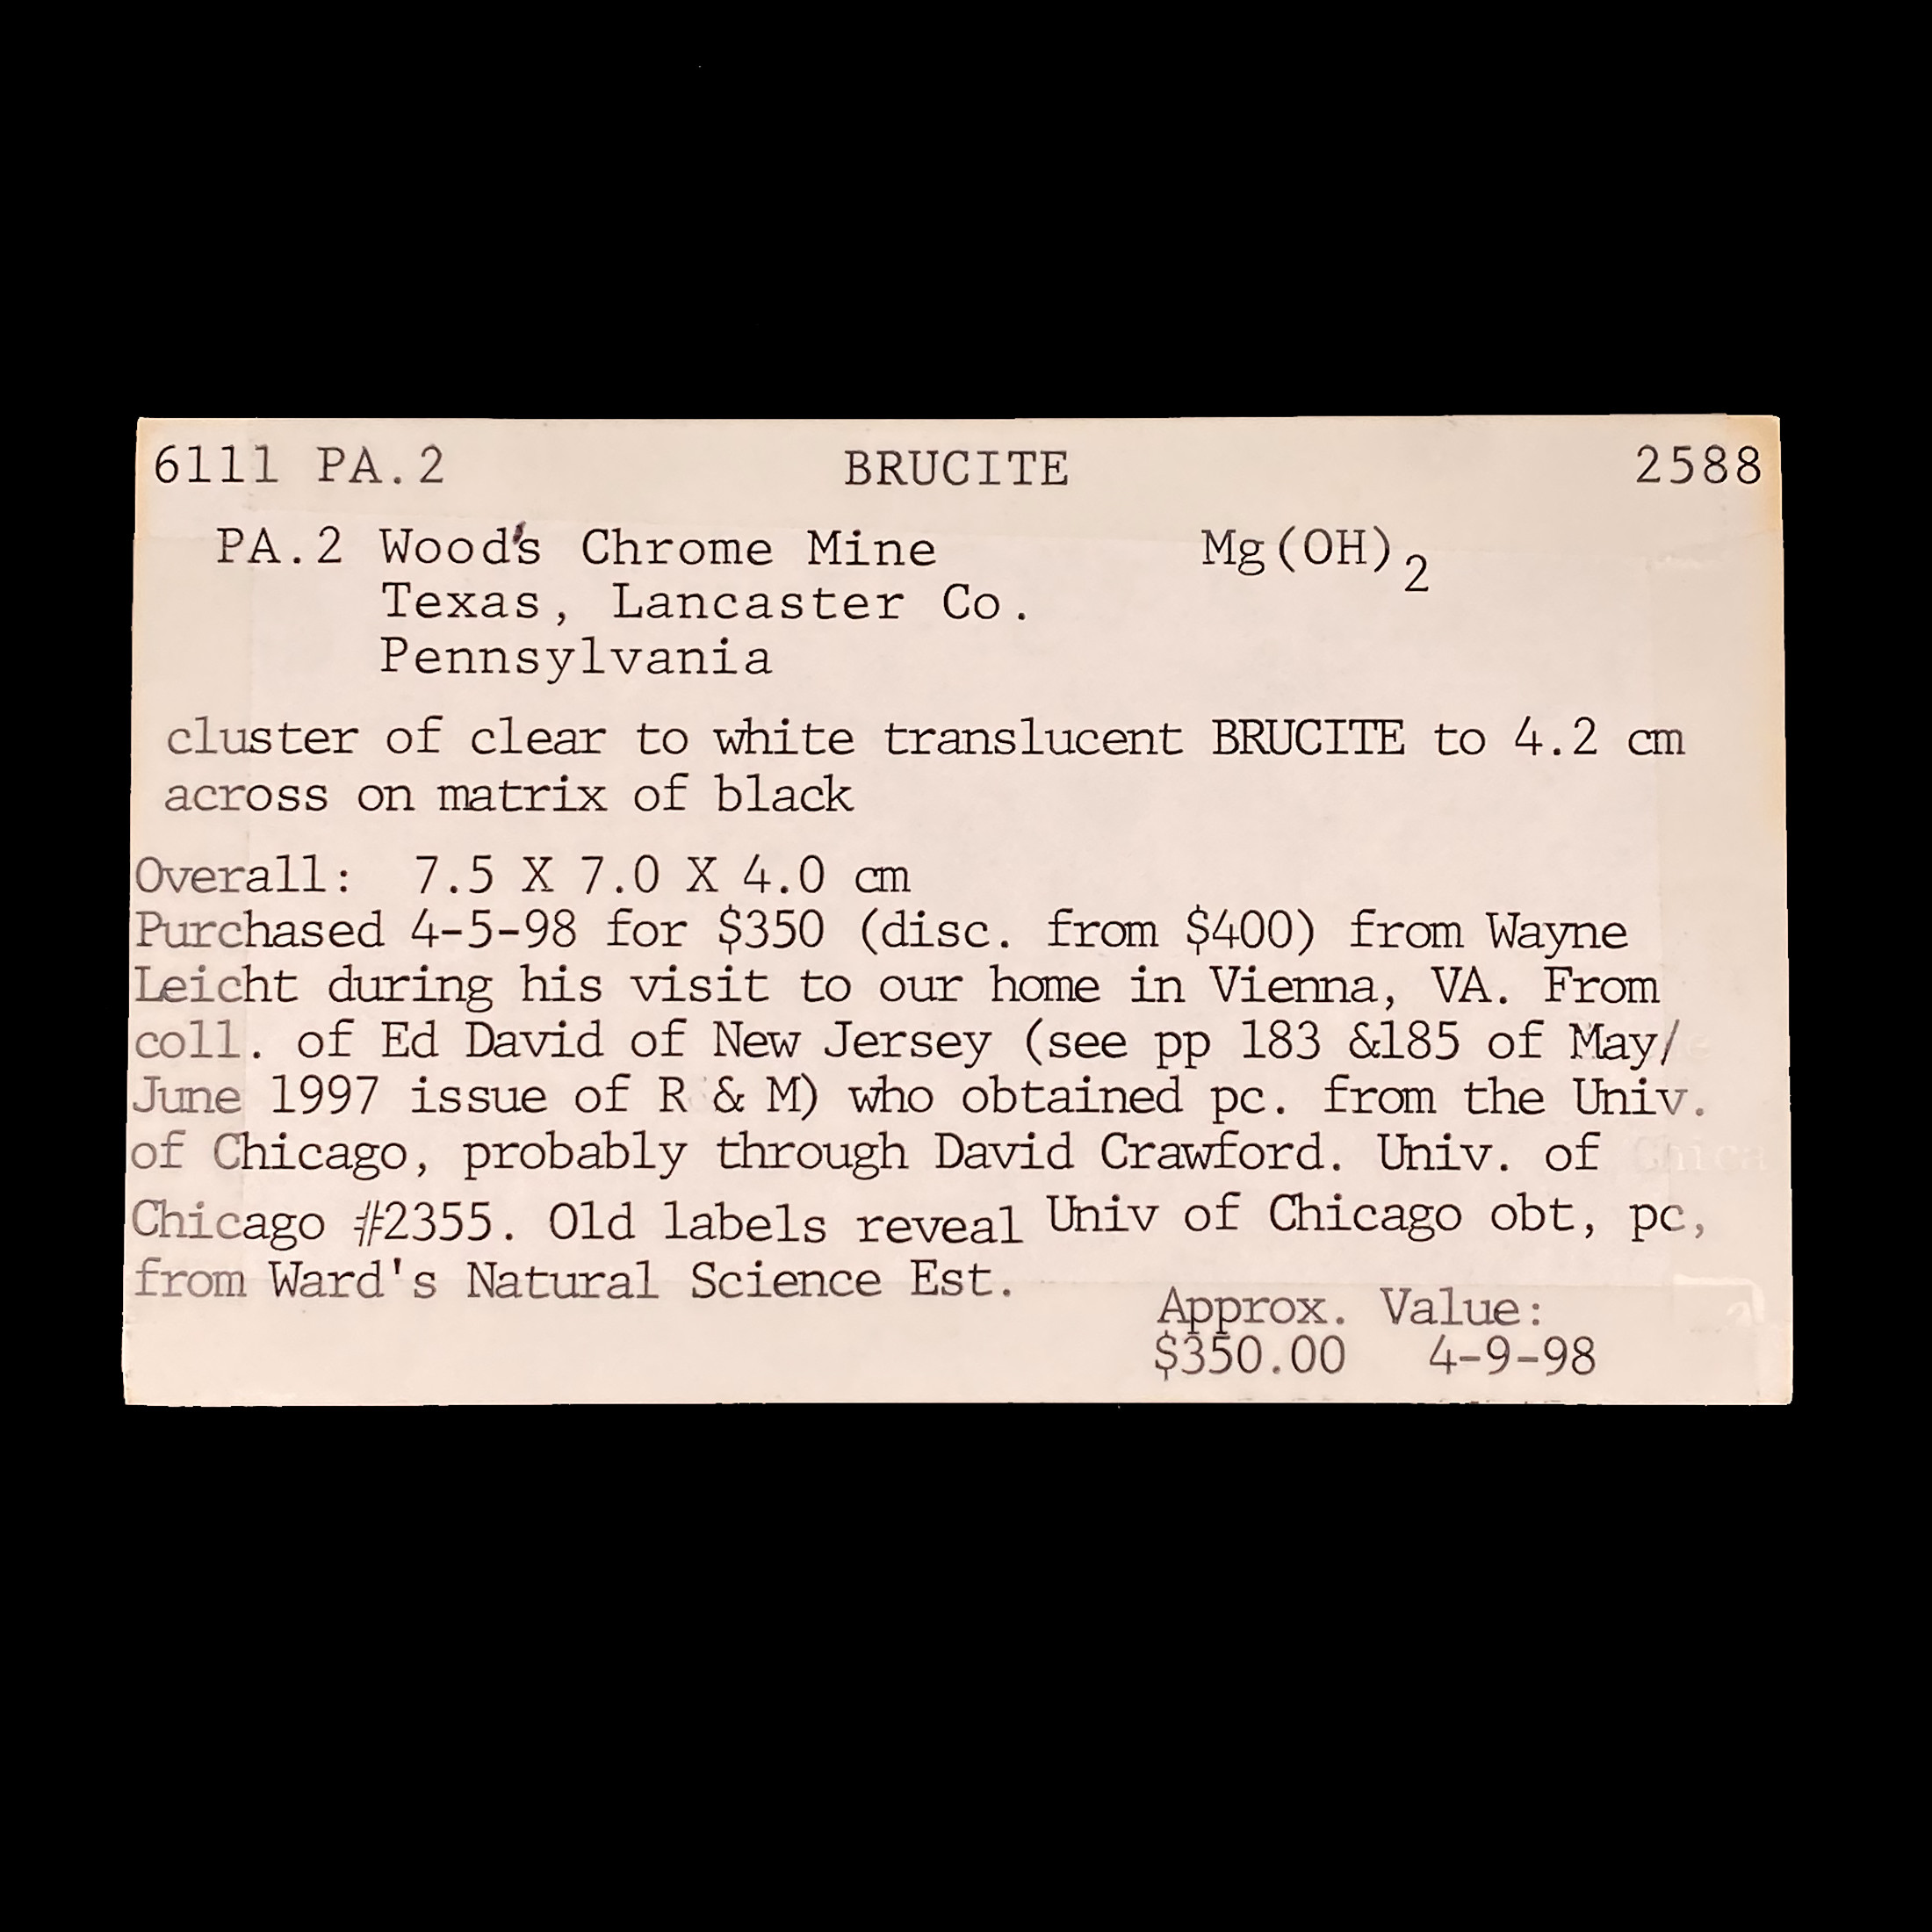 6111 PA.2 BRUCITE 2588
PA.2 Wood's Chrome Mine Mg(OH)2
Texas, Lancaster Co.
Pennsylvania
cluster of clear to white translucent BRUCITE to 4.2 cm
across on matrix of black
Overall: 7.5 X 7.0 X 4.0 cm
Purchased 4-5-98 for $350 (disc. from $400) from Wayne
Leicht during his visit to our home in Vienna, VA. From
coll. of Ed David of New Jersey (see pp 183 &185 of May/
June 1997 issue of R & M) who obtained pc. from the Univ.
of Chicago, probably through David Crawford. Univ. of
Chicago #2355. Old labels reveal Univ of Chicago obt, pc,
from Ward's Natural Science Est.
Approx. Value:
$350.00 4-9-98